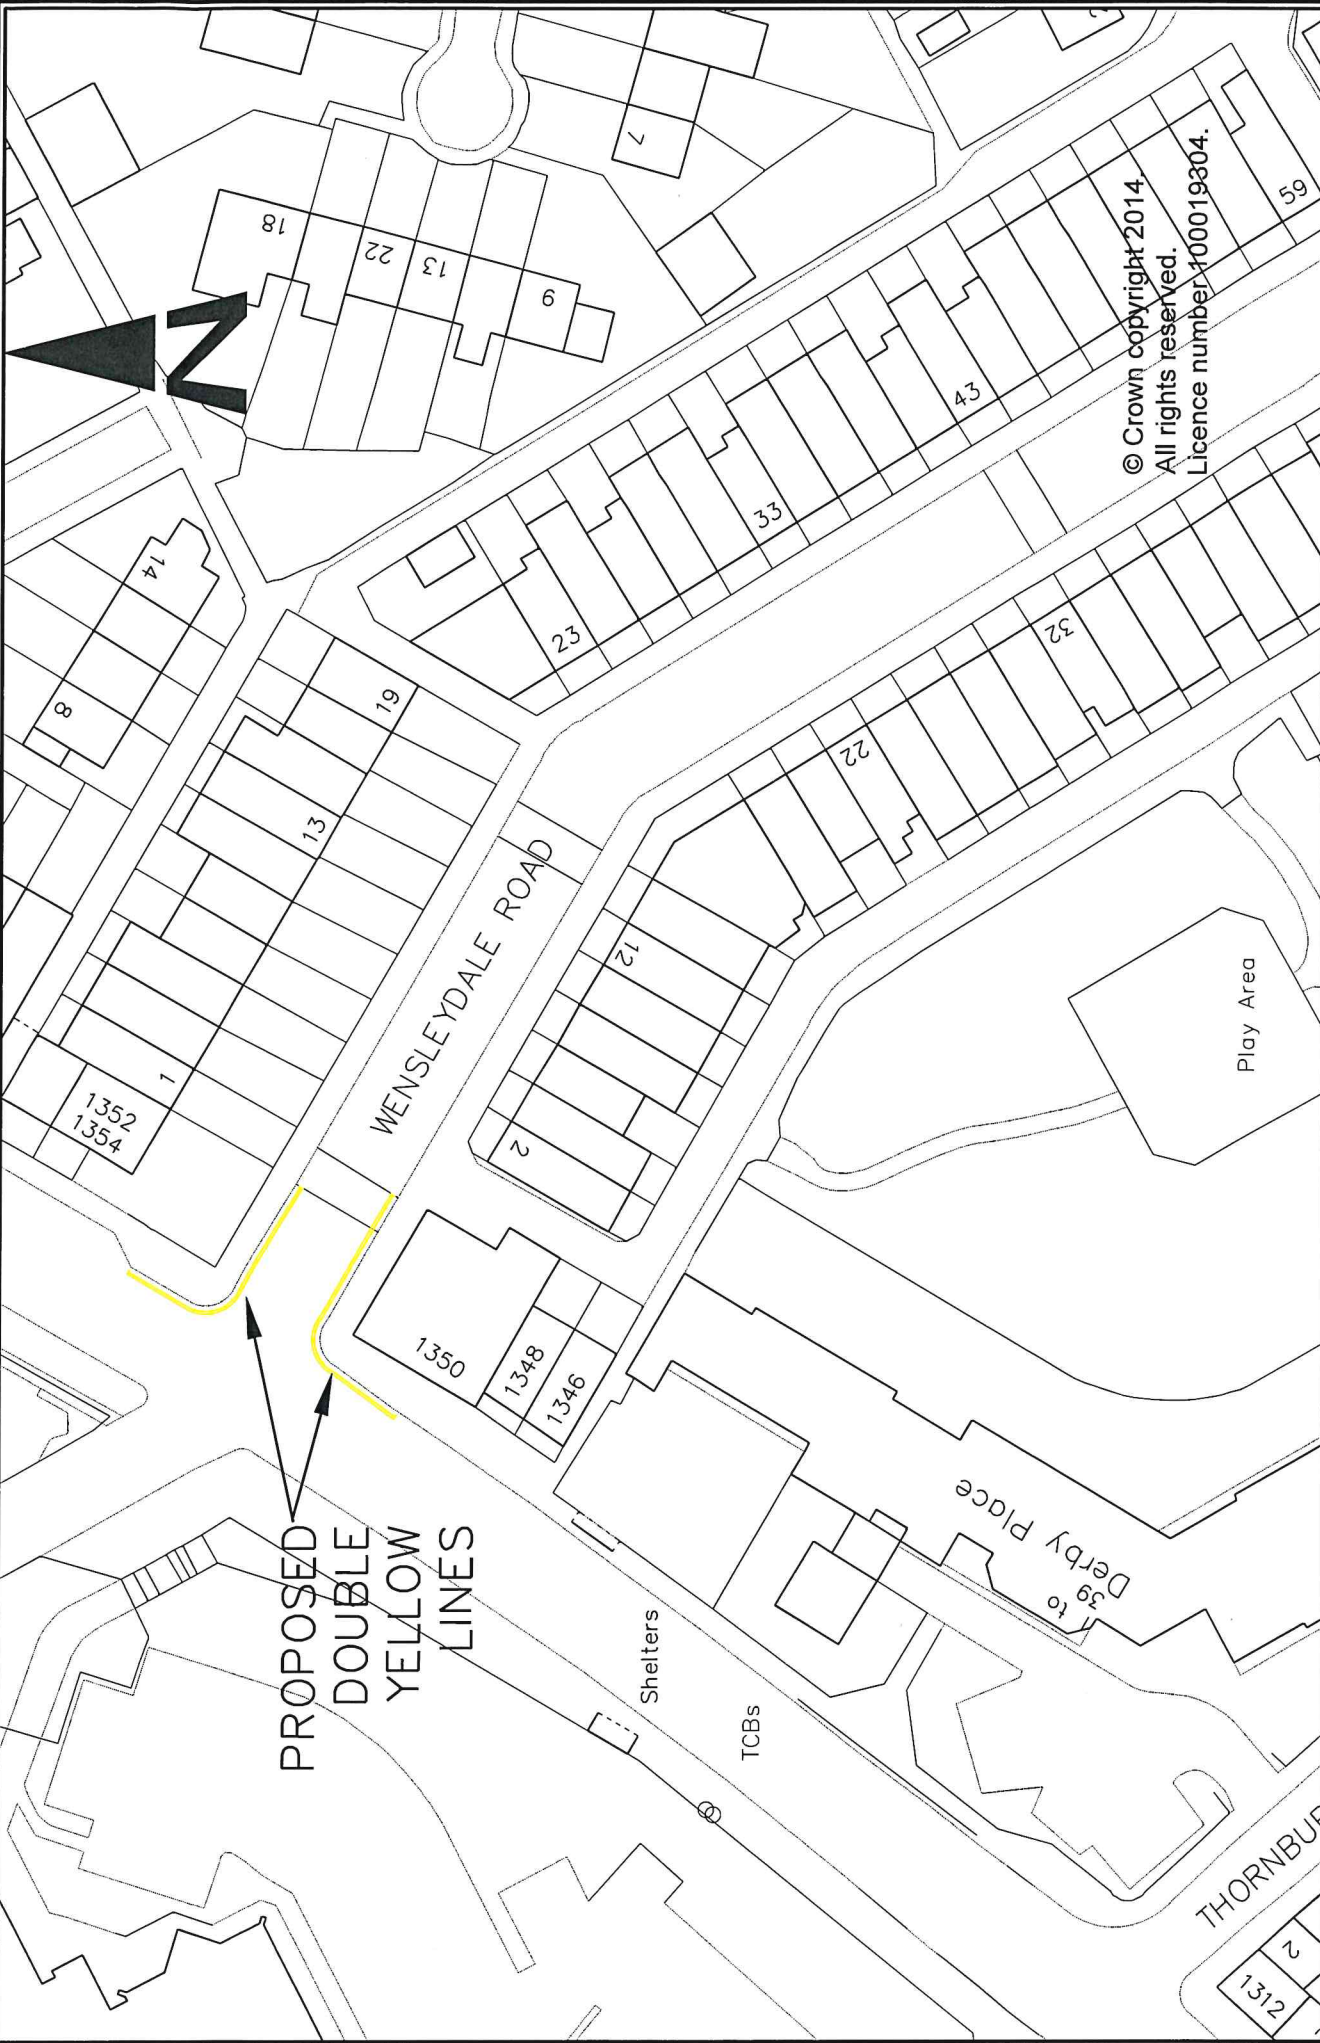 N
18
22
13
9
7
14
8
19
13
1
1352
1354
23
33
43
59
WENSLEYDALE ROAD
2
12
22
32
1350
1348
1346
PROPOSED
DOUBLE
YELLOW
LINES
Play Area
to 39
Derby Place
Shelters
TCBs
THORNBU
1312
2
© Crown copyright 2014.
All rights reserved.
Licence number 100019304.